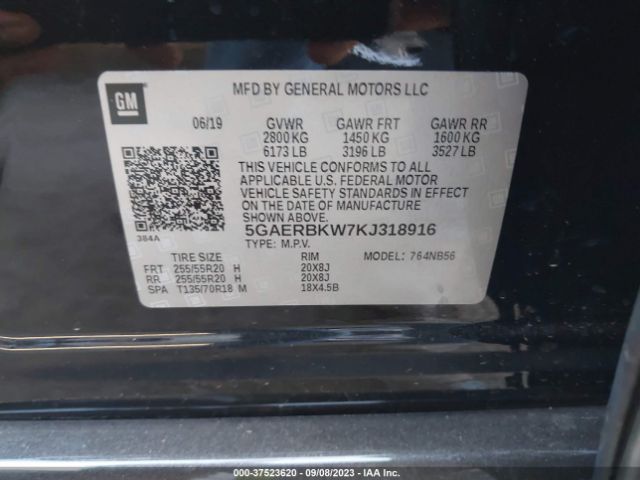 GM
MFD BY GENERAL MOTORS LLC
06/19 GVWR GAWR FRT GAWR RR
2800 KG 1450 KG 1600 KG
6173 LB 3196 LB 3527 LB
THIS VEHICLE CONFORMS TO ALL
APPLICABLE U.S. FEDERAL MOTOR
VEHICLE SAFETY STANDARDS IN EFFECT
ON THE DATE OF MANUFACTURE
SHOWN ABOVE.
384A
5GAERBKW7KJ318916
TYPE: M.P.V.
TIRE SIZE RIM MODEL: 764NB56
FRT 255/55R20 H 20X8J
RR 255/55R20 H 20X8J
SPA T135/70R18 M 18X4.5B
000-37523620 - 09/08/2023 - IAA Inc.